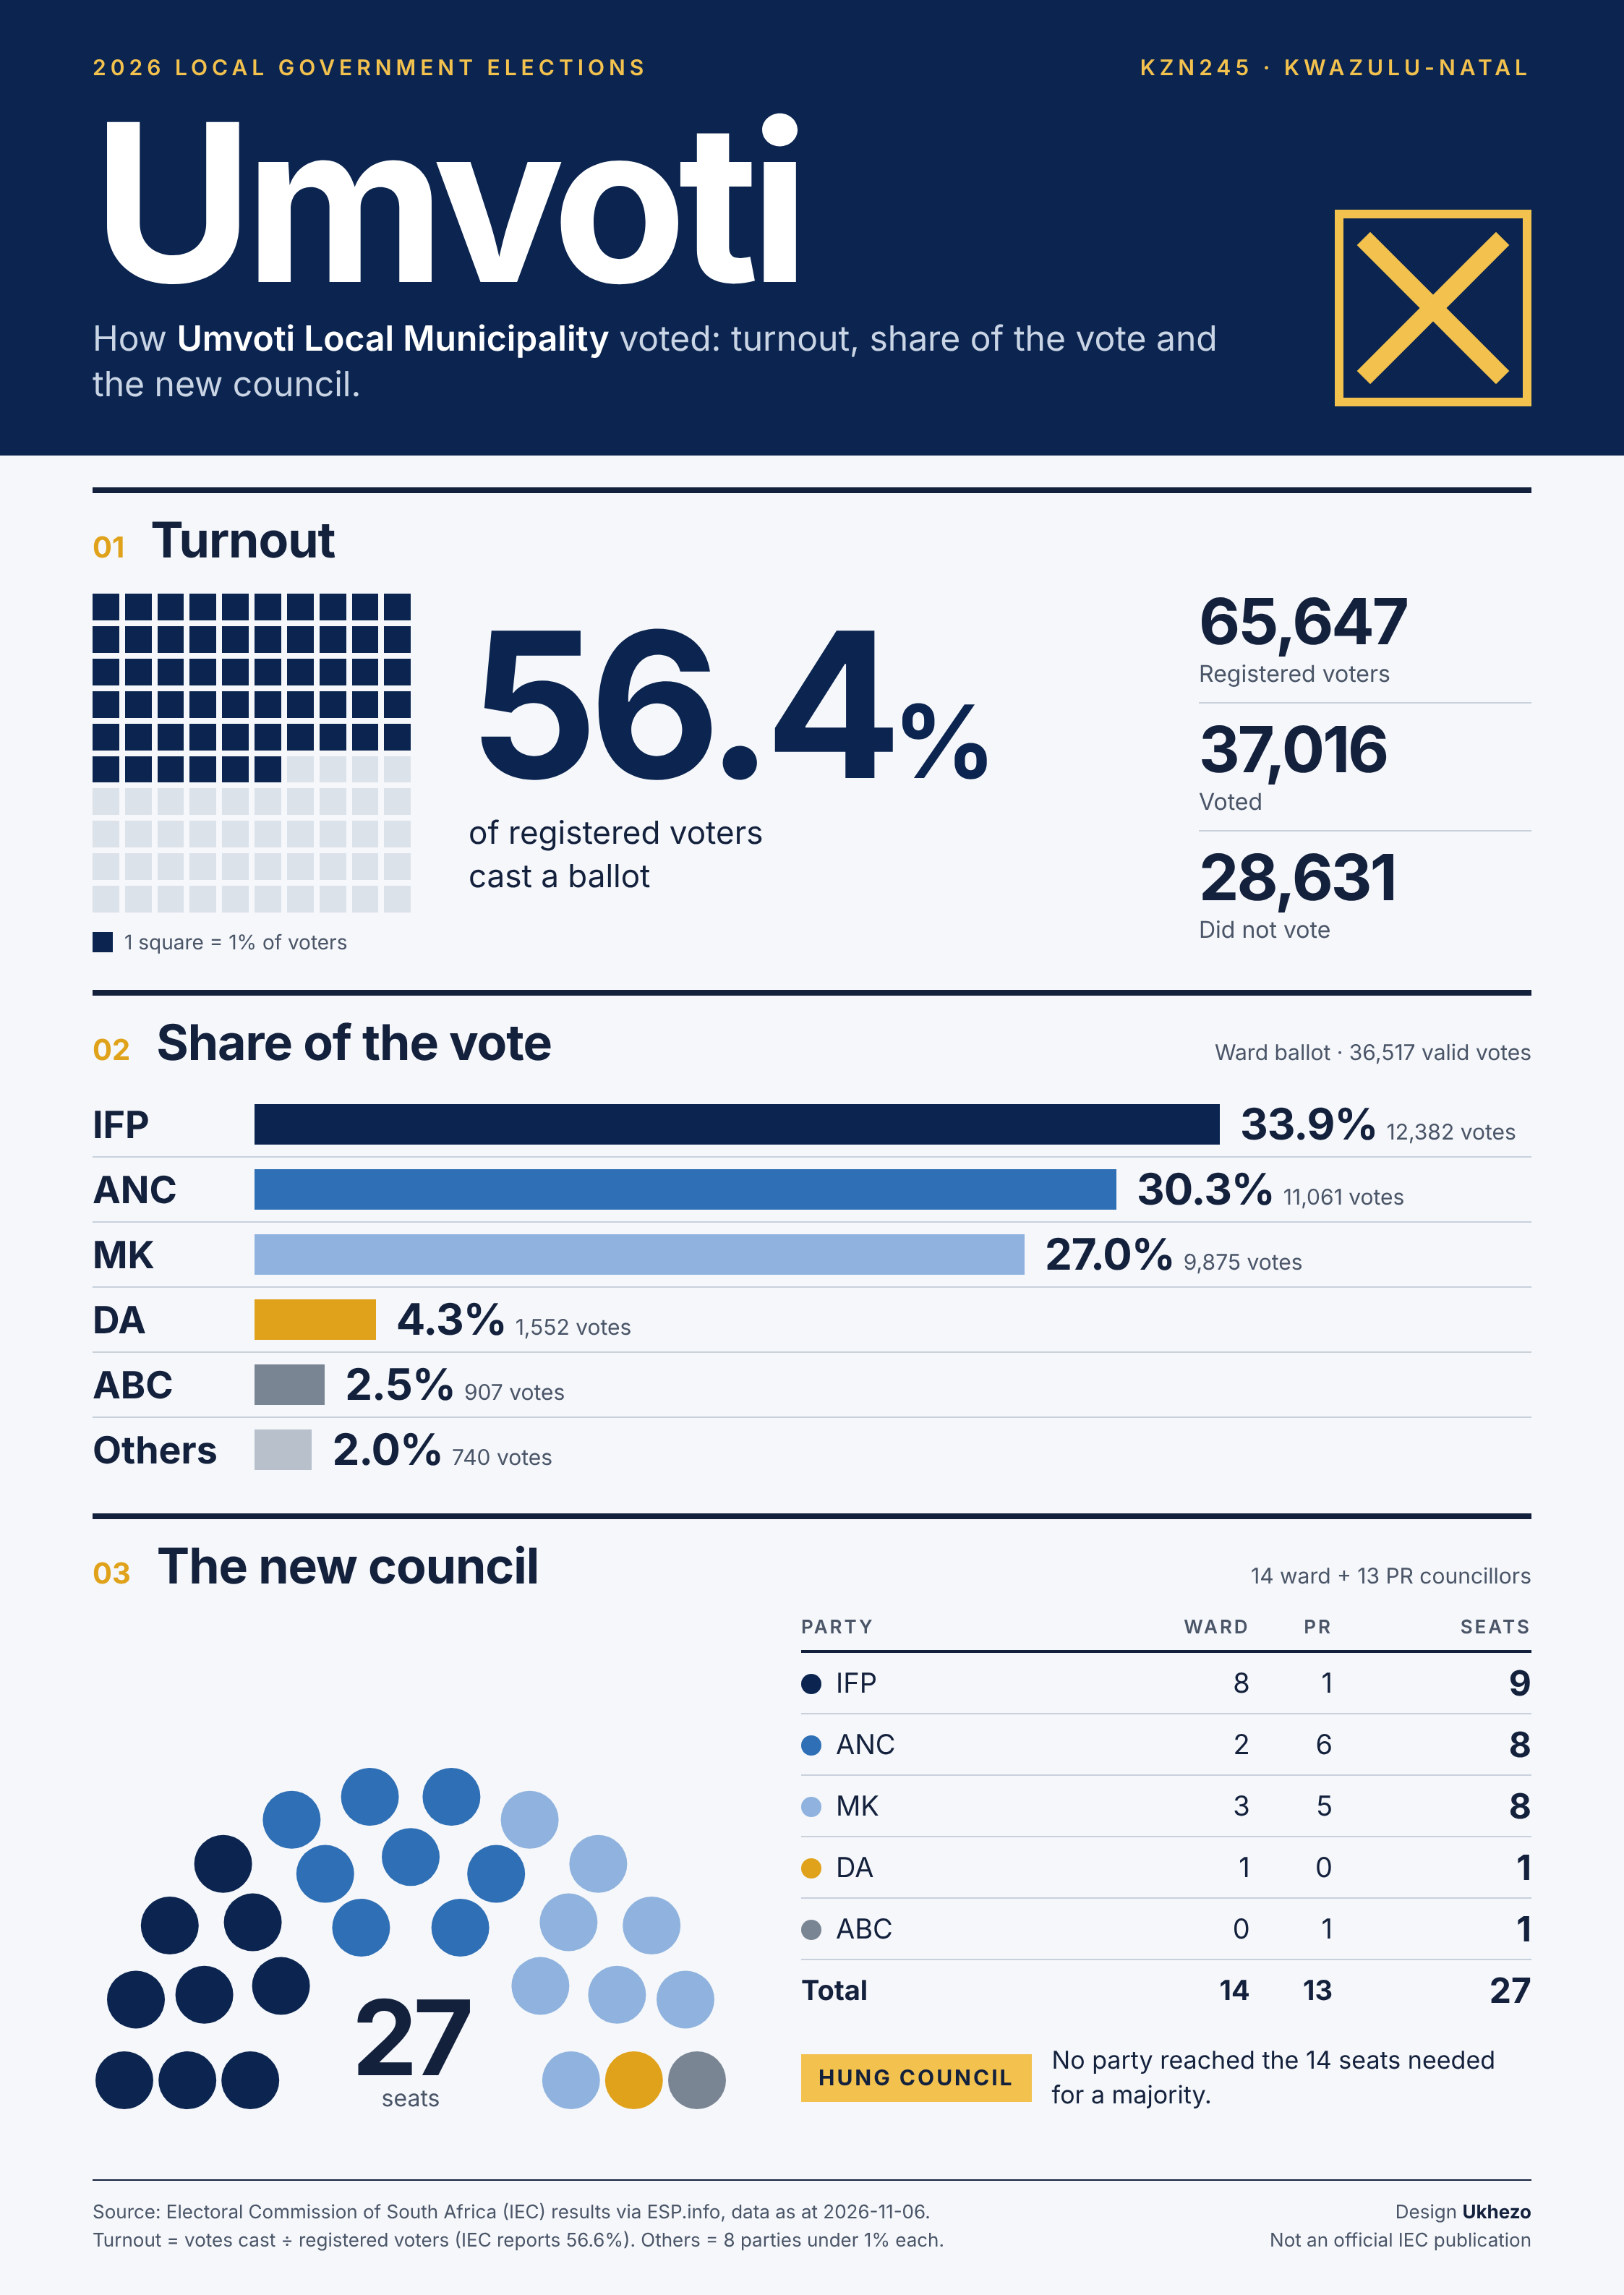 2026 LOCAL GOVERNMENT ELECTIONS
KZN245 · KWAZULU-NATAL
Umvoti
How Umvoti Local Municipality voted: turnout, share of the vote and
the new council.
01 Turnout
56.4%
of registered voters
cast a ballot
1 square = 1% of voters
65,647
Registered voters
37,016
Voted
28,631
Did not vote
02 Share of the vote
Ward ballot · 36,517 valid votes
IFP 33.9% 12,382 votes
ANC 30.3% 11,061 votes
MK 27.0% 9,875 votes
DA 4.3% 1,552 votes
ABC 2.5% 907 votes
Others 2.0% 740 votes
03 The new council
14 ward + 13 PR councillors
27
seats
PARTY WARD PR SEATS
IFP 8 1 9
ANC 2 6 8
MK 3 5 8
DA 1 0 1
ABC 0 1 1
Total 14 13 27
HUNG COUNCIL
No party reached the 14 seats needed
for a majority.
Source: Electoral Commission of South Africa (IEC) results via ESP.info, data as at 2026-11-06.
Turnout = votes cast ÷ registered voters (IEC reports 56.6%). Others = 8 parties under 1% each.
Design Ukhezo
Not an official IEC publication